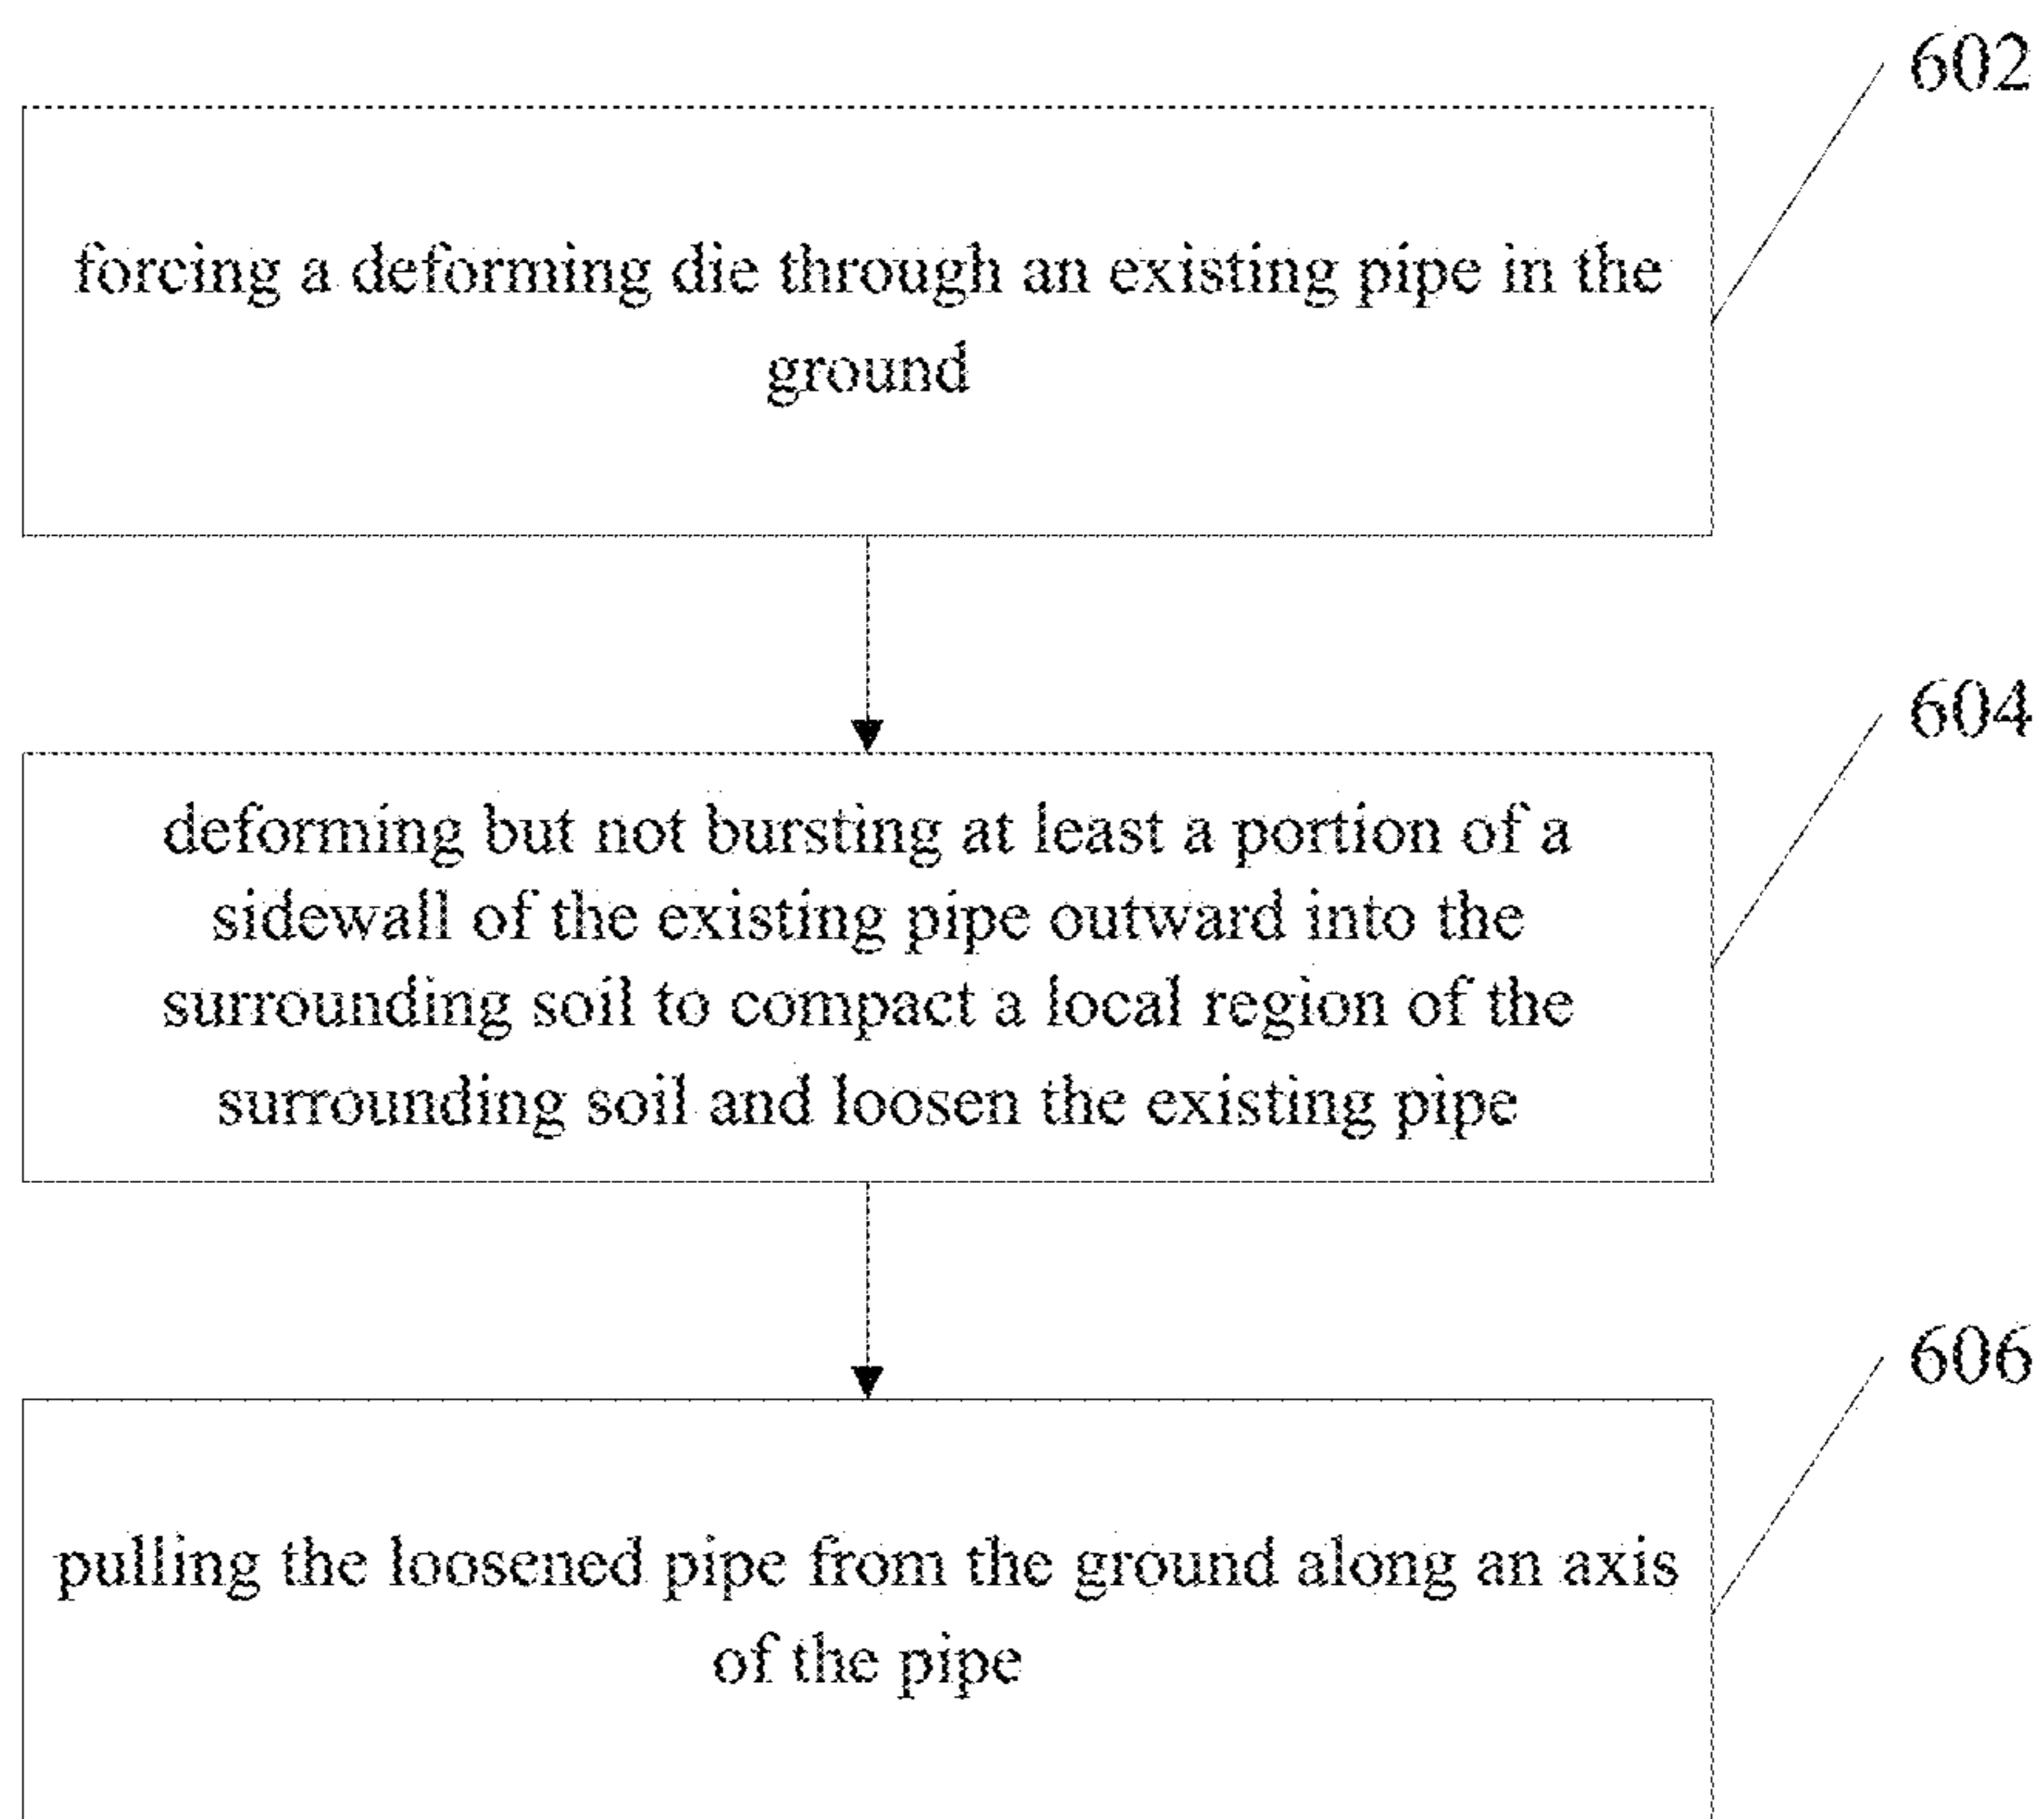 602
forcing a deforming die through an existing pipe in the
ground
604
deforming but not bursting at least a portion of a
sidewall of the existing pipe outward into the
surrounding soil to compact a local region of the
surrounding soil and loosen the existing pipe
606
pulling the loosened pipe from the ground along an axis
of the pipe